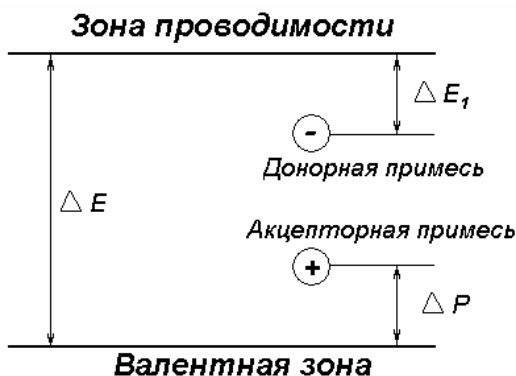 Зона проводимости
△ E₁
-
Донорная примесь
△ E
Акцепторная примесь
+
△ P
Валентная зона